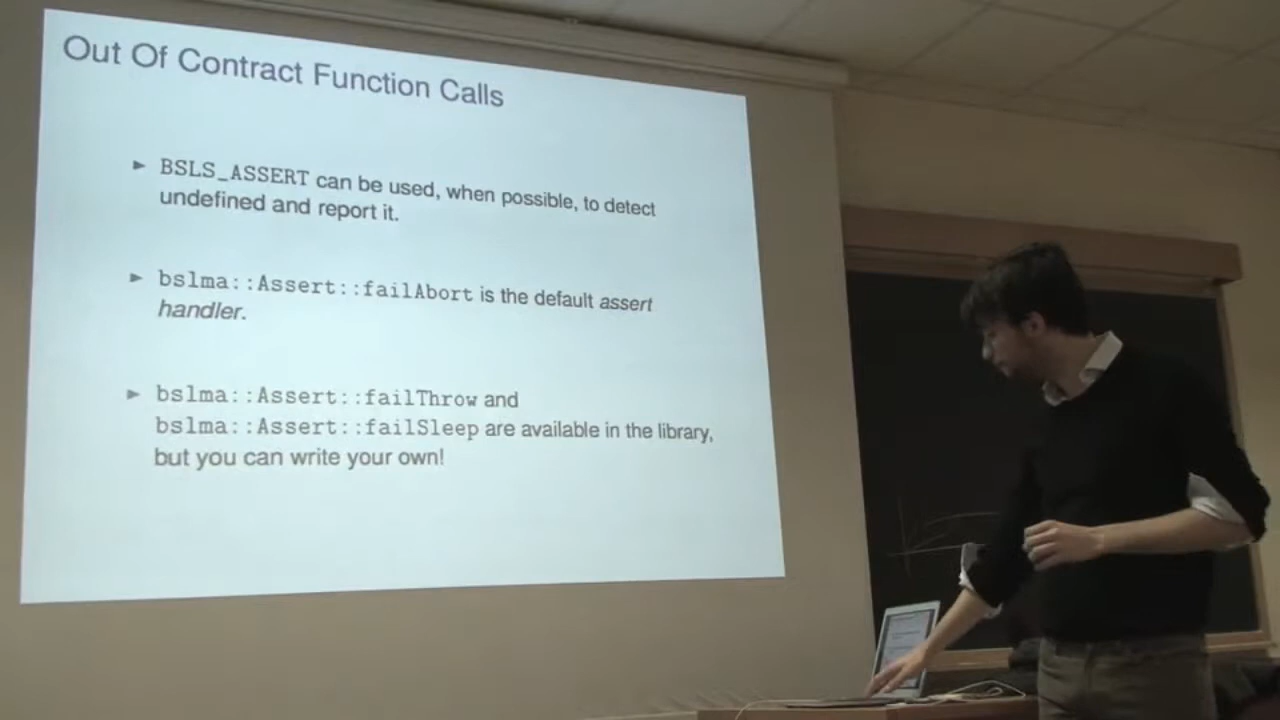 Out Of Contract Function Calls
► BSLS_ASSERT can be used, when possible, to detect
undefined and report it.
► bslma::Assert::failAbort is the default assert
handler.
► bslma::Assert::failThrow and
bslma::Assert::failSleep are available in the library,
but you can write your own!